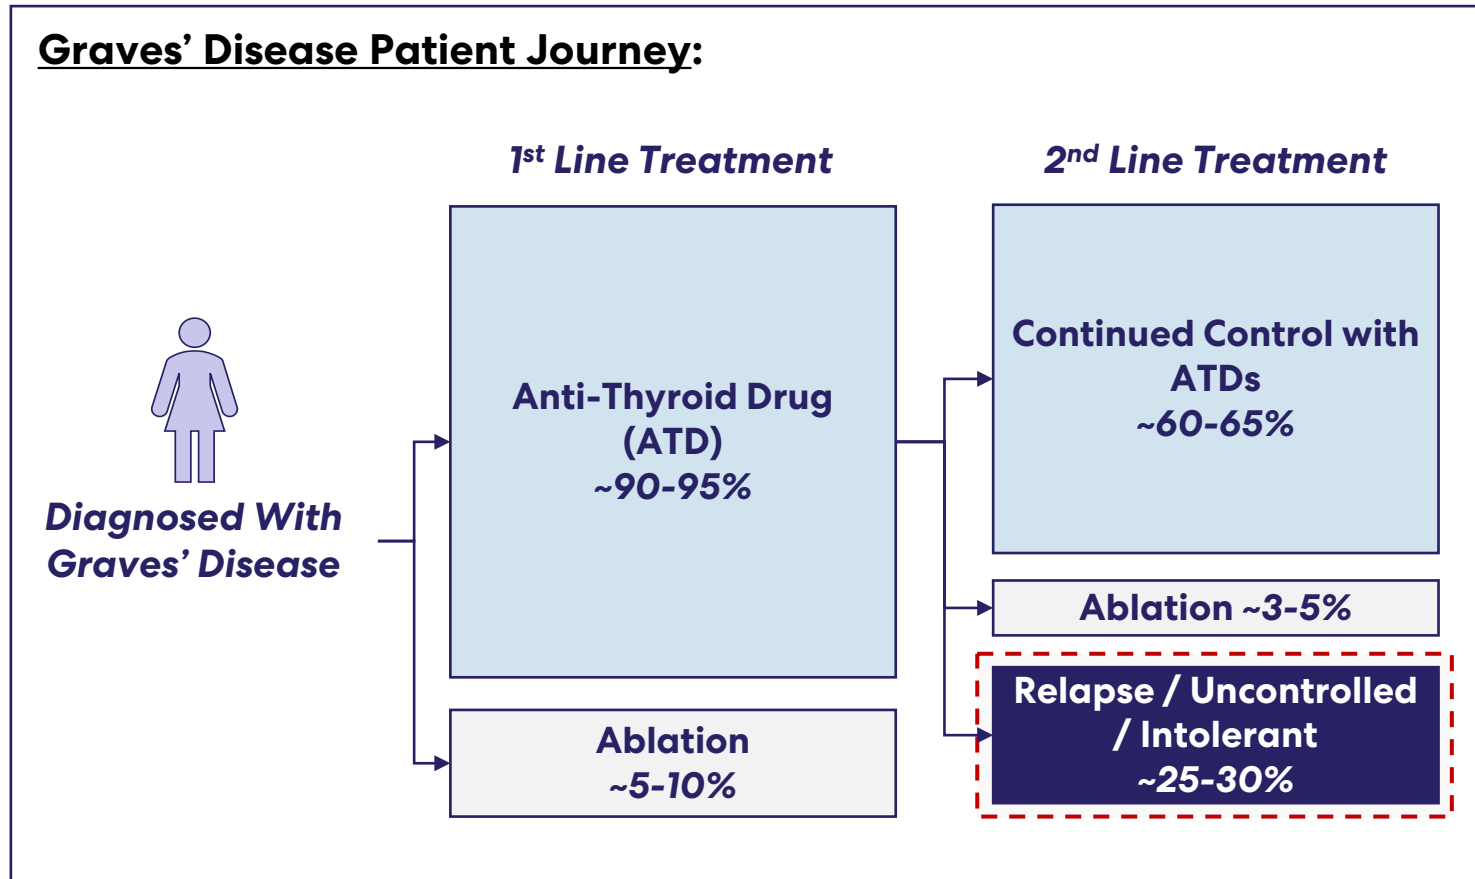 Graves’ Disease Patient Journey:
1st Line Treatment
2nd Line Treatment
Diagnosed With
Graves’ Disease
Anti-Thyroid Drug
(ATD)
~90-95%
Ablation
~5-10%
Continued Control with
ATDs
~60-65%
Ablation ~3-5%
Relapse / Uncontrolled
/ Intolerant
~25-30%